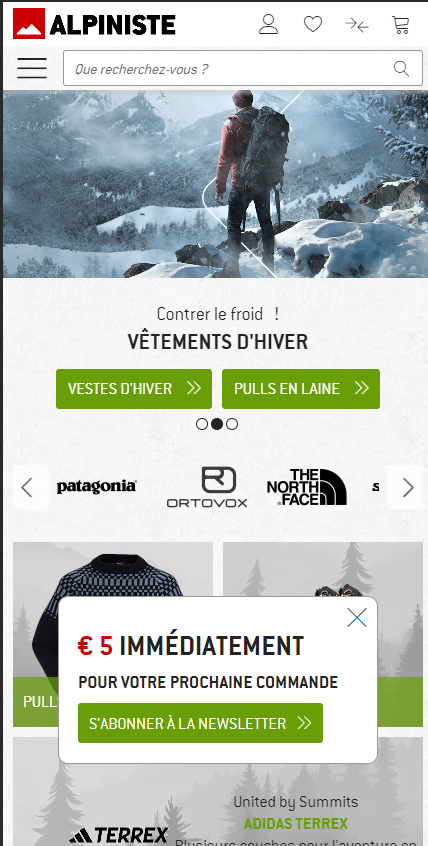 ALPINISTE
Que recherchez-vous ?
Contrer le froid !
VÊTEMENTS D'HIVER
VESTES D'HIVER
PULLS EN LAINE
patagonia
ORTOVOX
THE
NORTH
FACE
€ 5 IMMÉDIATEMENT
POUR VOTRE PROCHAINE COMMANDE
S'ABONNER À LA NEWSLETTER
PULLS
United by Summits
ADIDAS TERREX
TERREX
Plusieurs couches pour l'aventure en